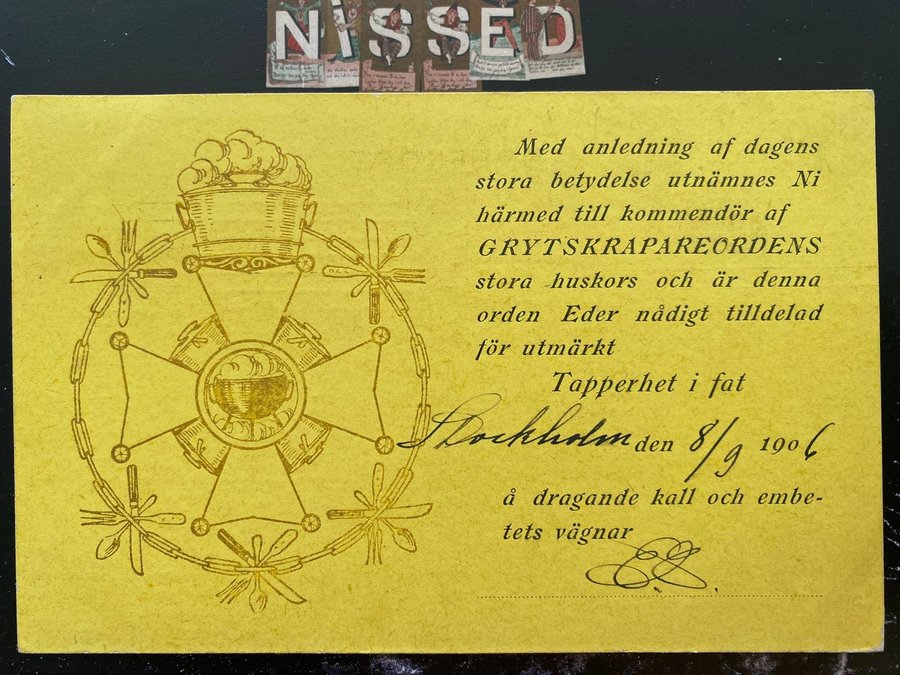 NiSSED
Med anledning af dagens
stora betydelse utnämnes Ni
härmed till kommendör af
GRYTSKRAPAREORDENS
stora huskors och är denna
orden Eder nådigt tilldelad
för utmärkt
Tapperhet i fat
Stockholm den 8/9 1906
å dragande kall och embe-
tets vägnar
E.S.